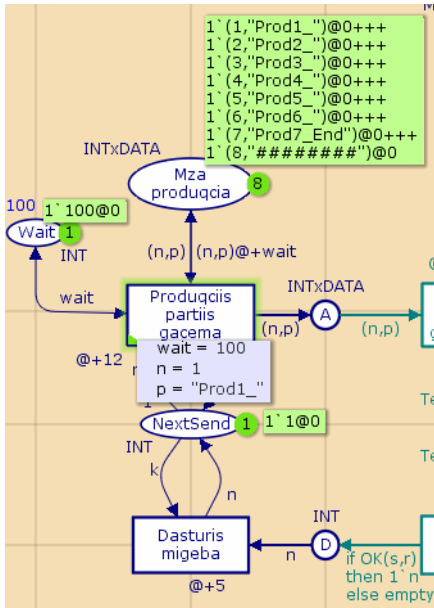 1`(1,"Prod1_")@0+++
1`(2,"Prod2_")@0+++
1`(3,"Prod3_")@0+++
1`(4,"Prod4_")@0+++
1`(5,"Prod5_")@0+++
1`(6,"Prod6_")@0+++
1`(7,"Prod7_End")@0+++
1`(8,"########")@0
INTxDATA
Mza
produqcia
8
100
1`100@0
Wait
1
INT
(n,p)
(n,p)@+wait
wait
Produqciis
partiis
gacema
INTxDATA
A
(n,p)
(n,p)
@+12
wait = 100
n = 1
p = "Prod1_"
NextSend
1
1`1@0
INT
k
n
Te
Te
Dasturis
migeba
@+5
n
INT
D
if OK(s,r)
then 1`n
else empty